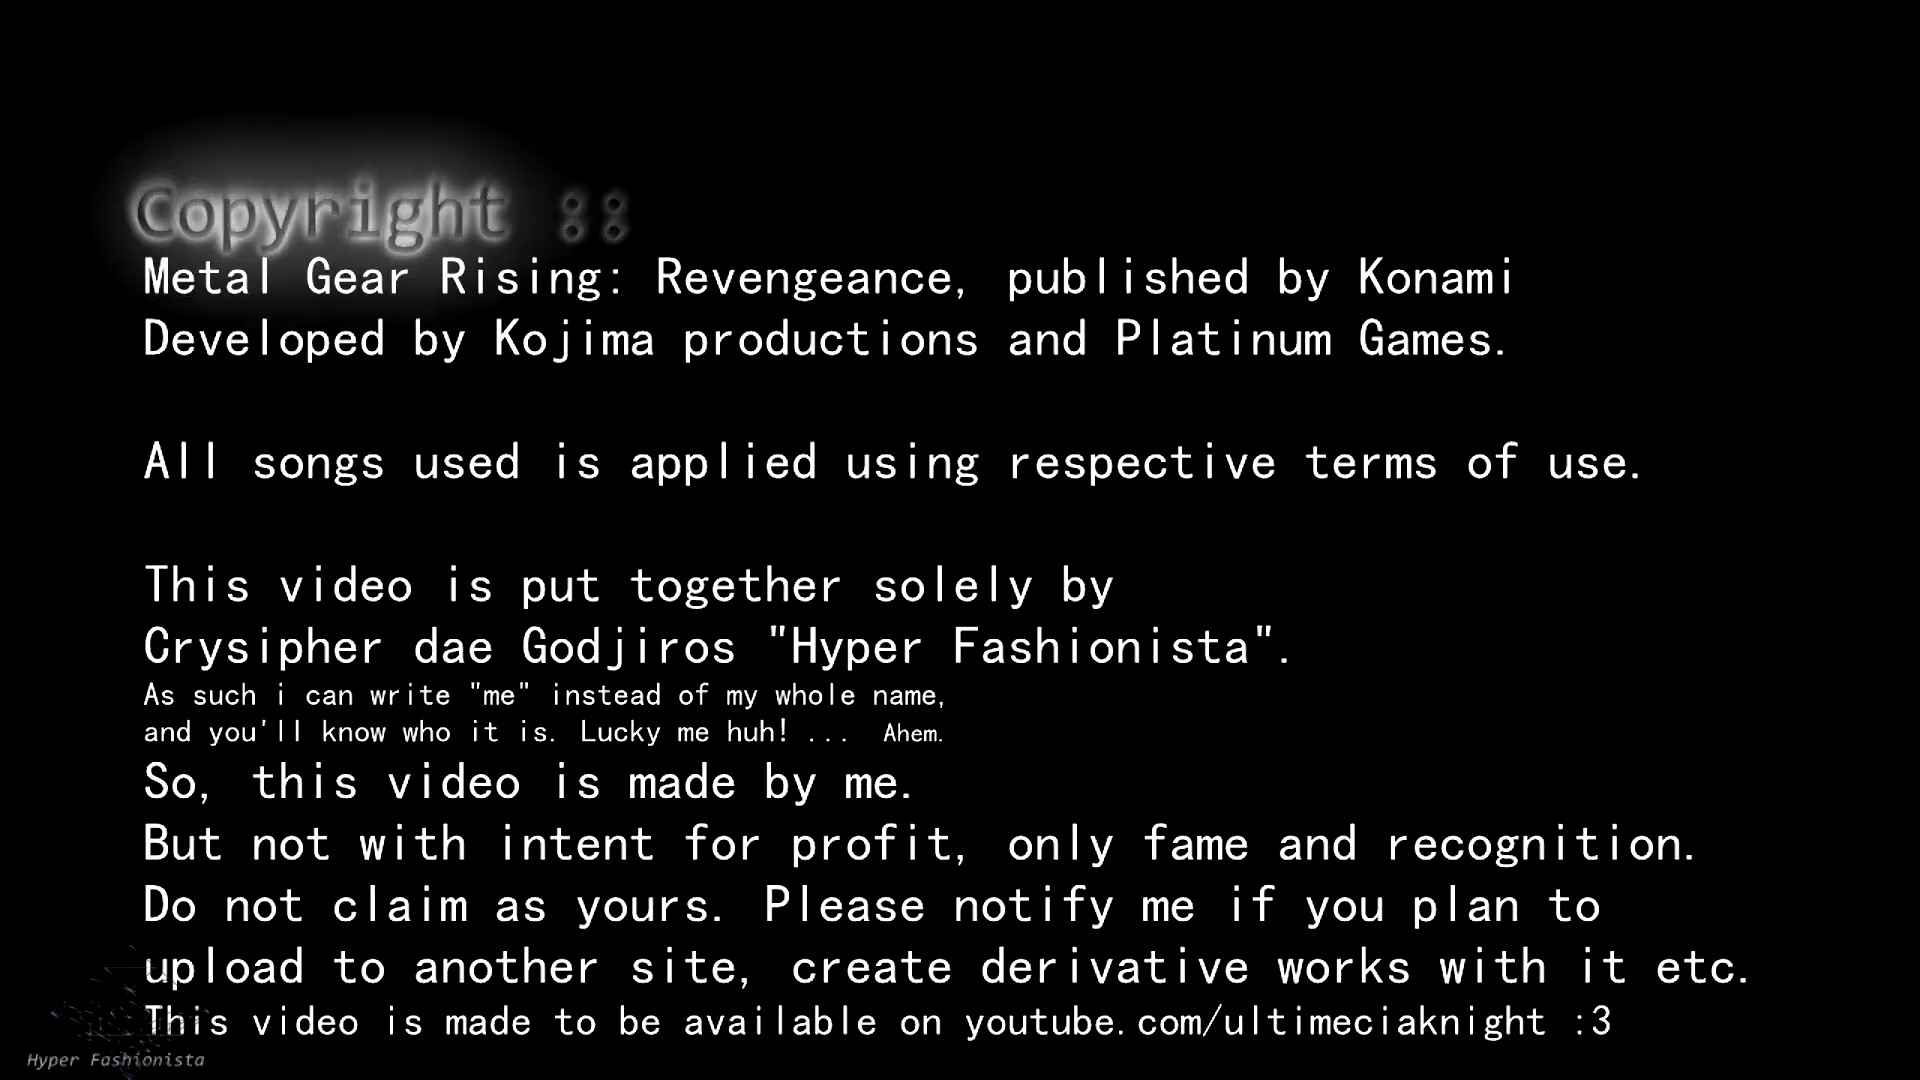 Copyright ::
Metal Gear Rising: Revengeance, published by Konami
Developed by Kojima productions and Platinum Games.
All songs used is applied using respective terms of use.
This video is put together solely by
Crysipher dae Godjiros "Hyper Fashionista".
As such i can write "me" instead of my whole name,
and you'll know who it is. Lucky me huh! ... Ahem.
So, this video is made by me.
But not with intent for profit, only fame and recognition.
Do not claim as yours. Please notify me if you plan to
upload to another site, create derivative works with it etc.
This video is made to be available on youtube.com/ultimeciaknight :3
Hyper Fashionista